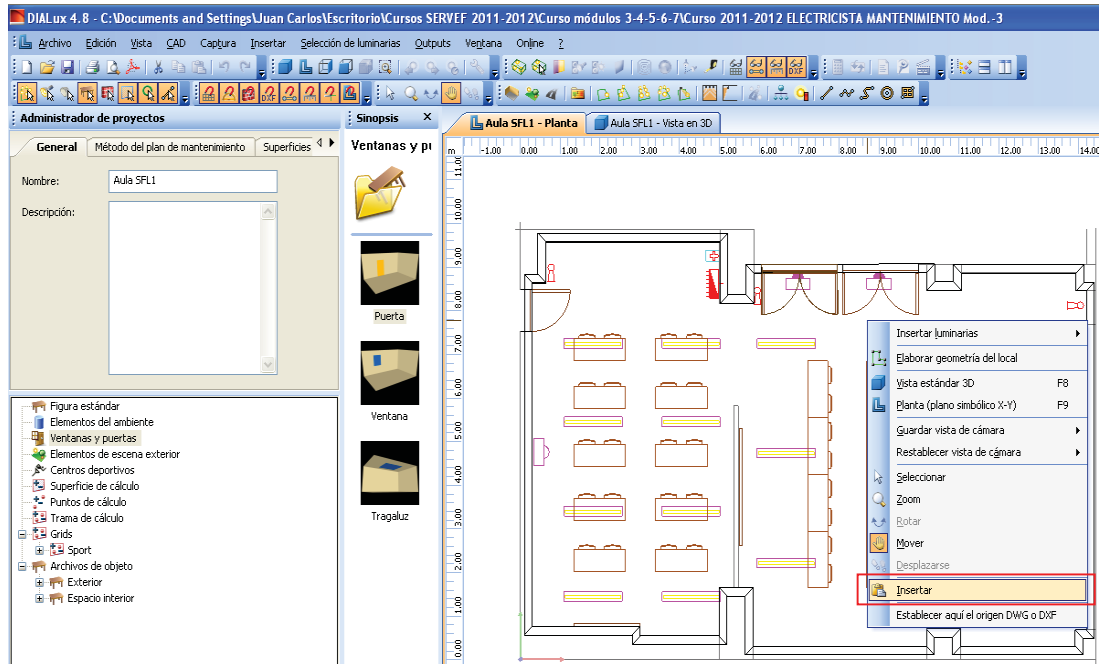 DIALux 4.8 - C:\Documents and Settings\Juan Carlos\Escritorio\Cursos SERVEF 2011-2012\Curso módulos 3-4-5-6-7\Curso 2011-2012 ELECTRICISTA MANTENIMIENTO Mod.-3
Archivo Edición Vista CAD Captura Insertar Selección de luminarias Outputs Ventana Online ?
Administrador de proyectos
General Método del plan de mantenimiento Superficies
Nombre: Aula SFL1
Descripción:
Figura estándar
Elementos del ambiente
Ventanas y puertas
Elementos de escena exterior
Centros deportivos
Superficie de cálculo
Puntos de cálculo
Trama de cálculo
Grids
Sport
Archivos de objeto
Exterior
Espacio interior
Sinopsis X
Ventanas y pu
Puerta
Ventana
Tragaluz
Aula SFL1 - Planta Aula SFL1 - Vista en 3D
m -1.00 0.00 1.00 2.00 3.00 4.00 5.00 6.00 7.00 8.00 9.00 10.00 11.00 12.00 13.00 14.00
11.00
10.00
9.00
8.00
7.00
6.00
5.00
4.00
3.00
2.00
1.00
0.00
Insertar luminarias
Elaborar geometría del local
Vista estándar 3D F8
Planta (plano simbólico X-Y) F9
Guardar vista de cámara
Restablecer vista de cámara
Seleccionar
Zoom
Rotar
Mover
Desplazarse
Insertar
Establecer aquí el origen DWG o DXF